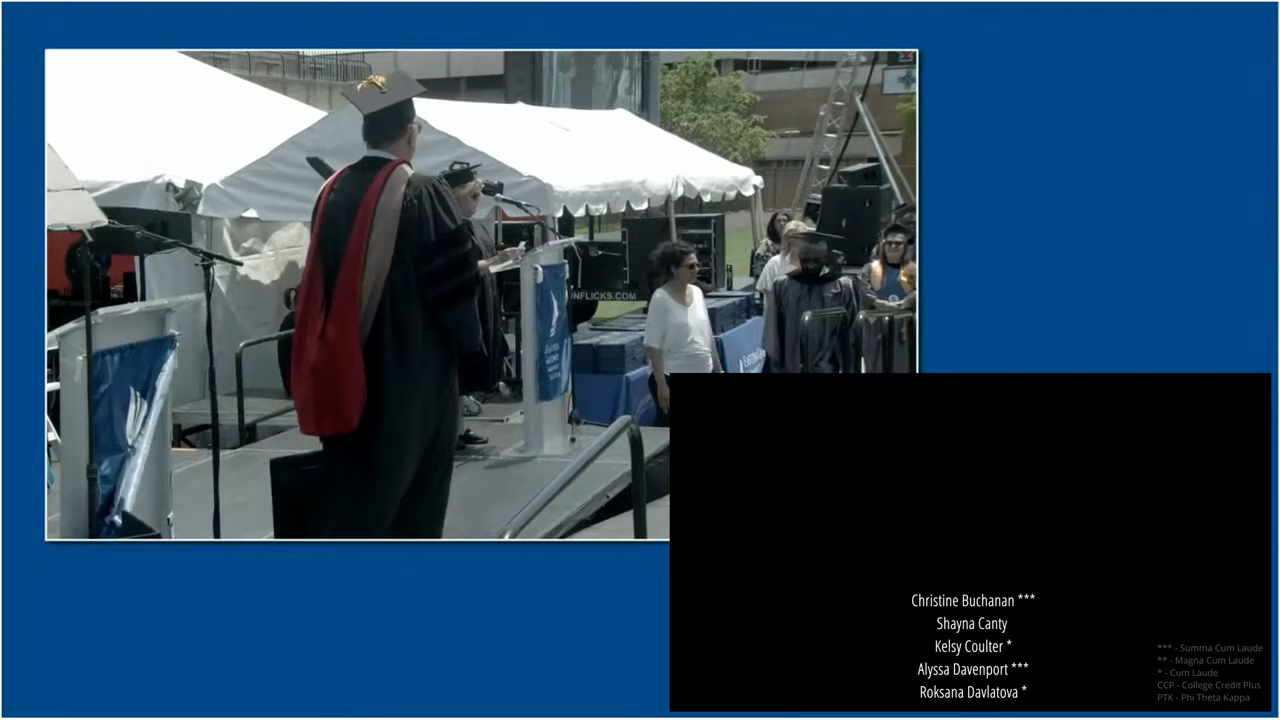 INFLICKS.COM
Christine Buchanan ***
Shayna Canty
Kelsy Coulter *
Alyssa Davenport ***
Roksana Davlatova *
*** - Summa Cum Laude
** - Magna Cum Laude
* - Cum Laude
CCP - College Credit Plus
PTK - Phi Theta Kappa